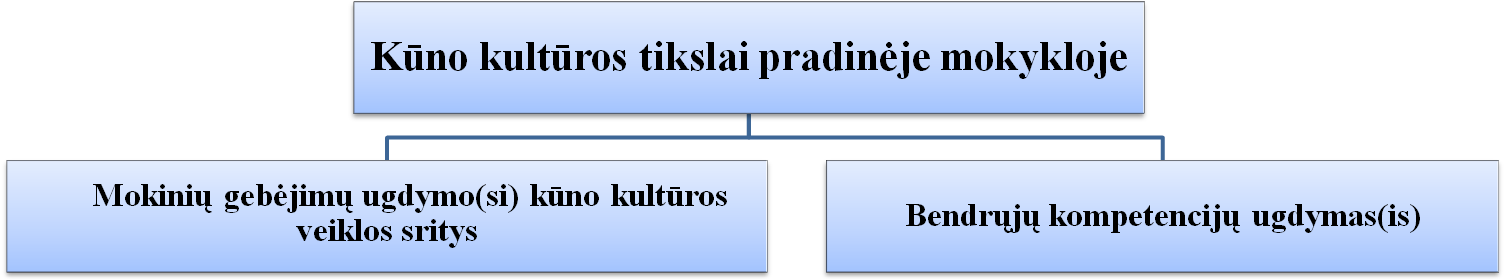 Kūno kultūros tikslai pradinėje mokykloje
Mokinių gebėjimų ugdymo(si) kūno kultūros
veiklos sritys
Bendrųjų kompetencijų ugdymas(is)